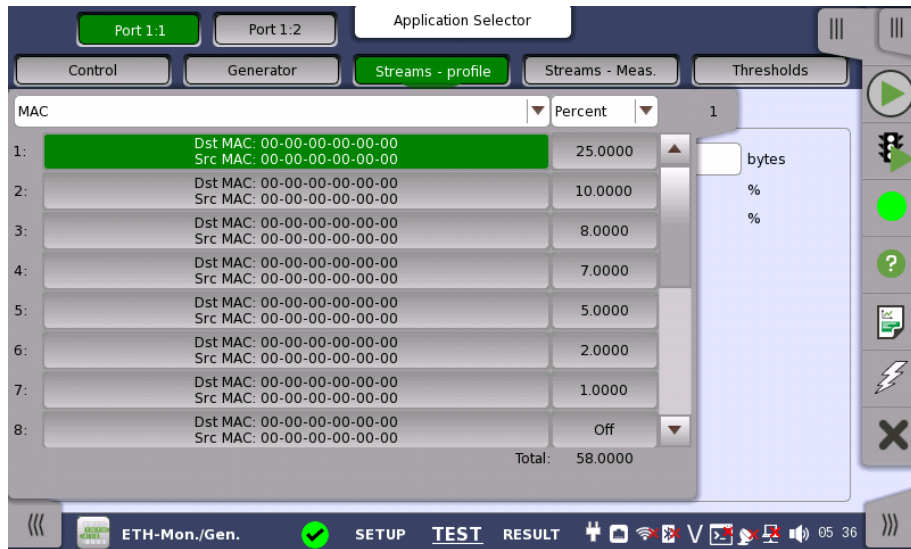 Application Selector
Port 1:1 Port 1:2
Control Generator Streams - profile Streams - Meas. Thresholds
MAC Percent 1
1: Dst MAC: 00-00-00-00-00-00
Src MAC: 00-00-00-00-00-00 25.0000 bytes
2: Dst MAC: 00-00-00-00-00-00
Src MAC: 00-00-00-00-00-00 10.0000 %
3: Dst MAC: 00-00-00-00-00-00
Src MAC: 00-00-00-00-00-00 8.0000 %
4: Dst MAC: 00-00-00-00-00-00
Src MAC: 00-00-00-00-00-00 7.0000
5: Dst MAC: 00-00-00-00-00-00
Src MAC: 00-00-00-00-00-00 5.0000
6: Dst MAC: 00-00-00-00-00-00
Src MAC: 00-00-00-00-00-00 2.0000
7: Dst MAC: 00-00-00-00-00-00
Src MAC: 00-00-00-00-00-00 1.0000
8: Dst MAC: 00-00-00-00-00-00
Src MAC: 00-00-00-00-00-00 Off
Total: 58.0000
ETH-Mon./Gen. SETUP TEST RESULT V 05 36